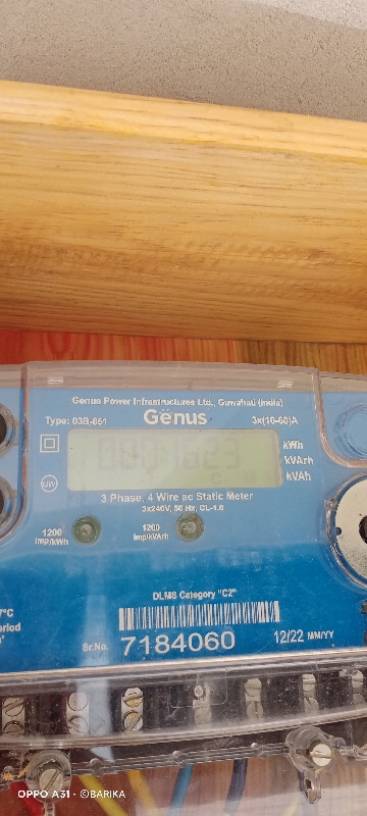 Genus Power Infrastructures Ltd., Guwahati (India)
Type: 03B-051
Genus
3x(10-60)A
kWh
kVArh
kVAh
UW
3 Phase, 4 Wire ac Static Meter
3x240V, 50 Hz, CL-1.0
1200
imp/kWh
1200
imp/kVArh
DLMS Category "C2"
Sr.No. 7184060
12/22 MM/YY
OPPO A31 · ©BARIKA